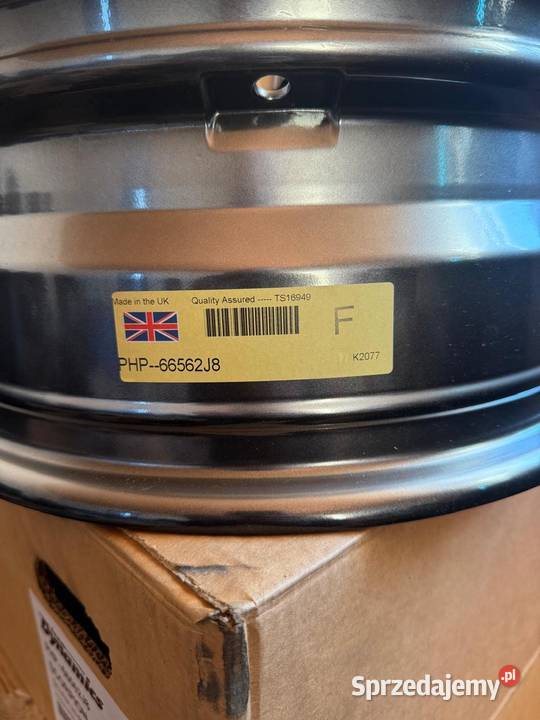 Made in the UK Quality Assured ----- TS16949
F
K2077
PHP--66562J8
Dynamics
Sprzedajemy.pl